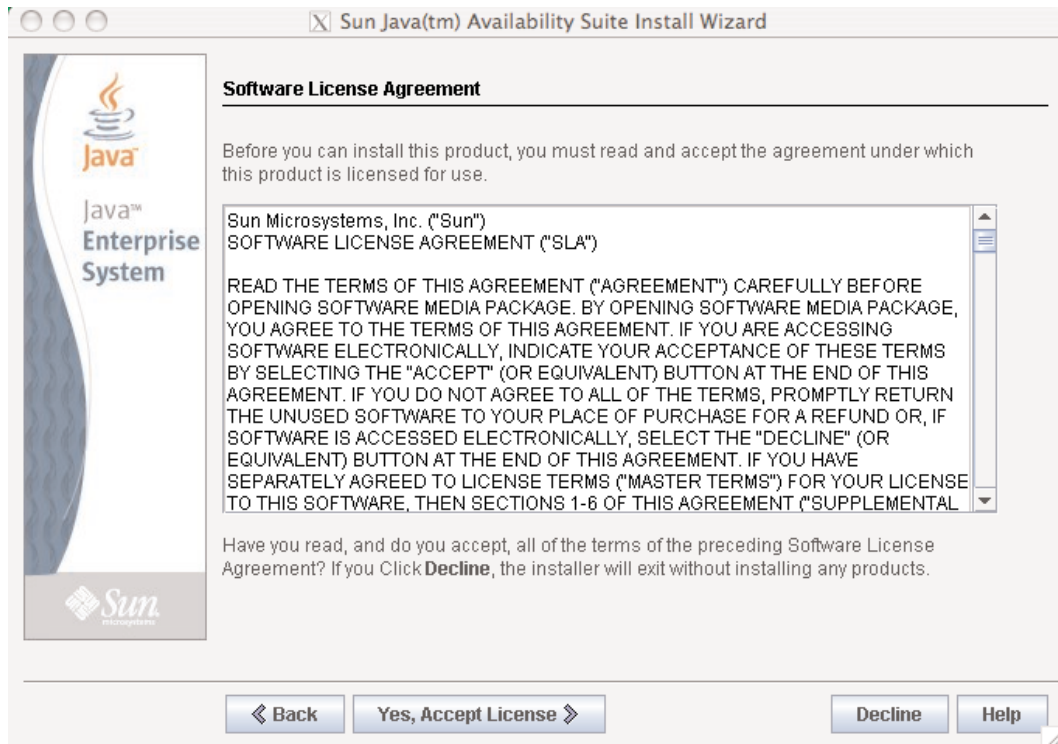 X Sun Java(tm) Availability Suite Install Wizard
Java™
Java™
Enterprise
System
Sun
microsystems
Software License Agreement
Before you can install this product, you must read and accept the agreement under which
this product is licensed for use.
Sun Microsystems, Inc. ("Sun")
SOFTWARE LICENSE AGREEMENT ("SLA")
READ THE TERMS OF THIS AGREEMENT ("AGREEMENT") CAREFULLY BEFORE
OPENING SOFTWARE MEDIA PACKAGE. BY OPENING SOFTWARE MEDIA PACKAGE,
YOU AGREE TO THE TERMS OF THIS AGREEMENT. IF YOU ARE ACCESSING
SOFTWARE ELECTRONICALLY, INDICATE YOUR ACCEPTANCE OF THESE TERMS
BY SELECTING THE "ACCEPT" (OR EQUIVALENT) BUTTON AT THE END OF THIS
AGREEMENT. IF YOU DO NOT AGREE TO ALL OF THE TERMS, PROMPTLY RETURN
THE UNUSED SOFTWARE TO YOUR PLACE OF PURCHASE FOR A REFUND OR, IF
SOFTWARE IS ACCESSED ELECTRONICALLY, SELECT THE "DECLINE" (OR
EQUIVALENT) BUTTON AT THE END OF THIS AGREEMENT. IF YOU HAVE
SEPARATELY AGREED TO LICENSE TERMS ("MASTER TERMS") FOR YOUR LICENSE
TO THIS SOFTWARE, THEN SECTIONS 1-6 OF THIS AGREEMENT ("SUPPLEMENTAL
Have you read, and do you accept, all of the terms of the preceding Software License
Agreement? If you Click Decline, the installer will exit without installing any products.
Back
Yes, Accept License
Decline
Help